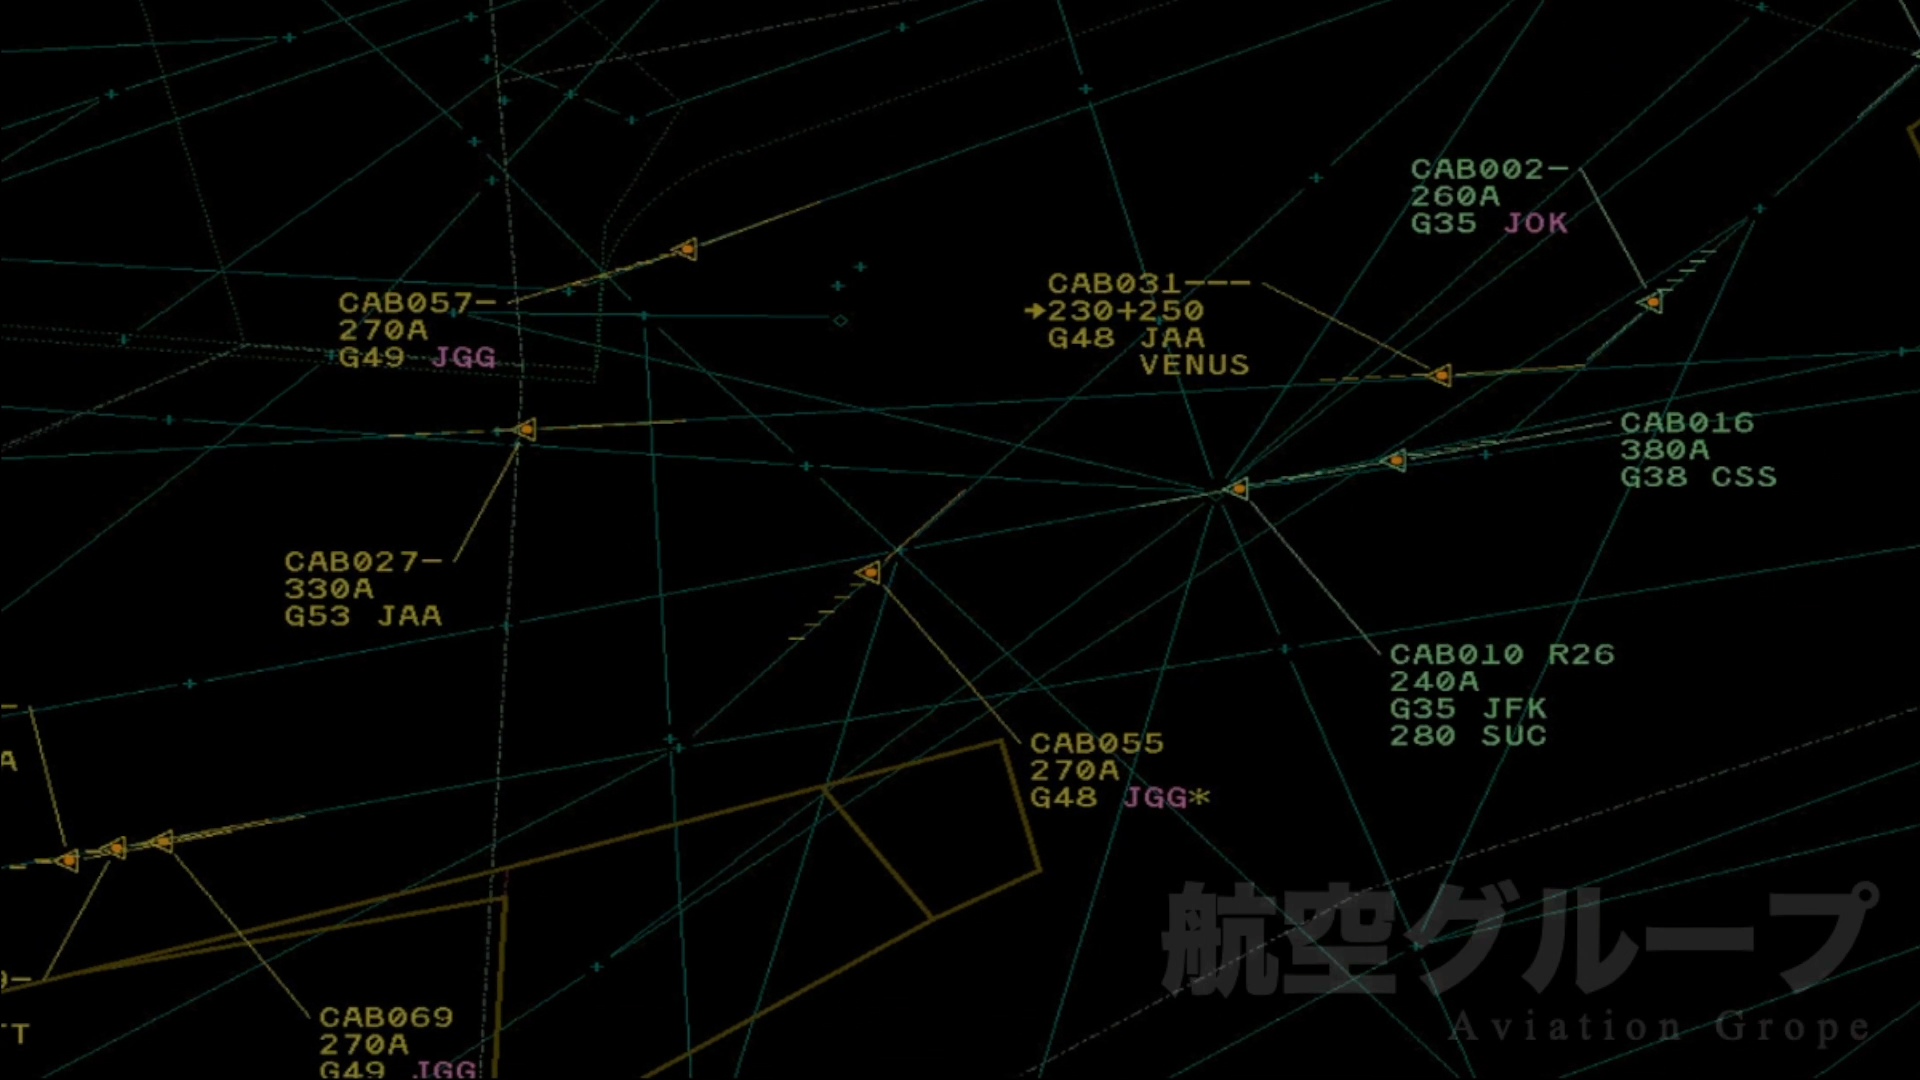 CAB002−
260A
G35 JOK
CAB031−−−
→230+250
G48 JAA
VENUS
CAB057−
270A
G49 JGG
CAB016
380A
G38 CSS
CAB027−
330A
G53 JAA
CAB010 R26
240A
G35 JFK
280 SUC
CAB055
270A
G48 JGG*
A
T
CAB069
270A
G49 JGG
航空グループ
Aviation Grope